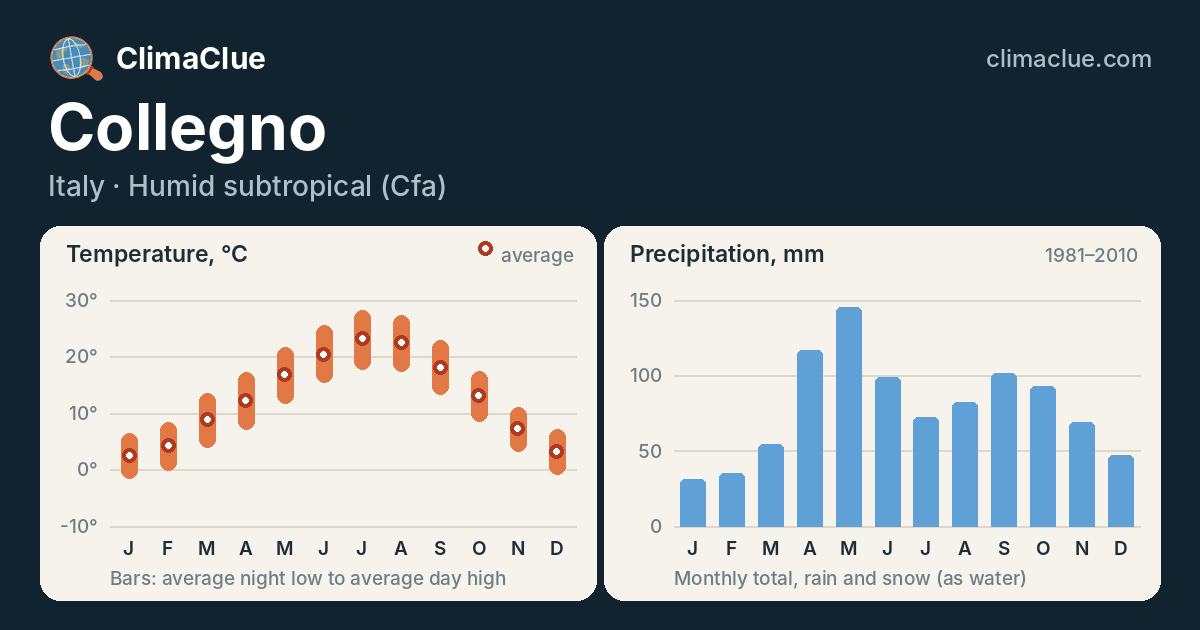 ClimaClue
climaclue.com
Collegno
Italy · Humid subtropical (Cfa)
Temperature, °C
average
30°
20°
10°
0°
-10°
J F M A M J J A S O N D
Bars: average night low to average day high
Precipitation, mm
1981–2010
150
100
50
0
J F M A M J J A S O N D
Monthly total, rain and snow (as water)